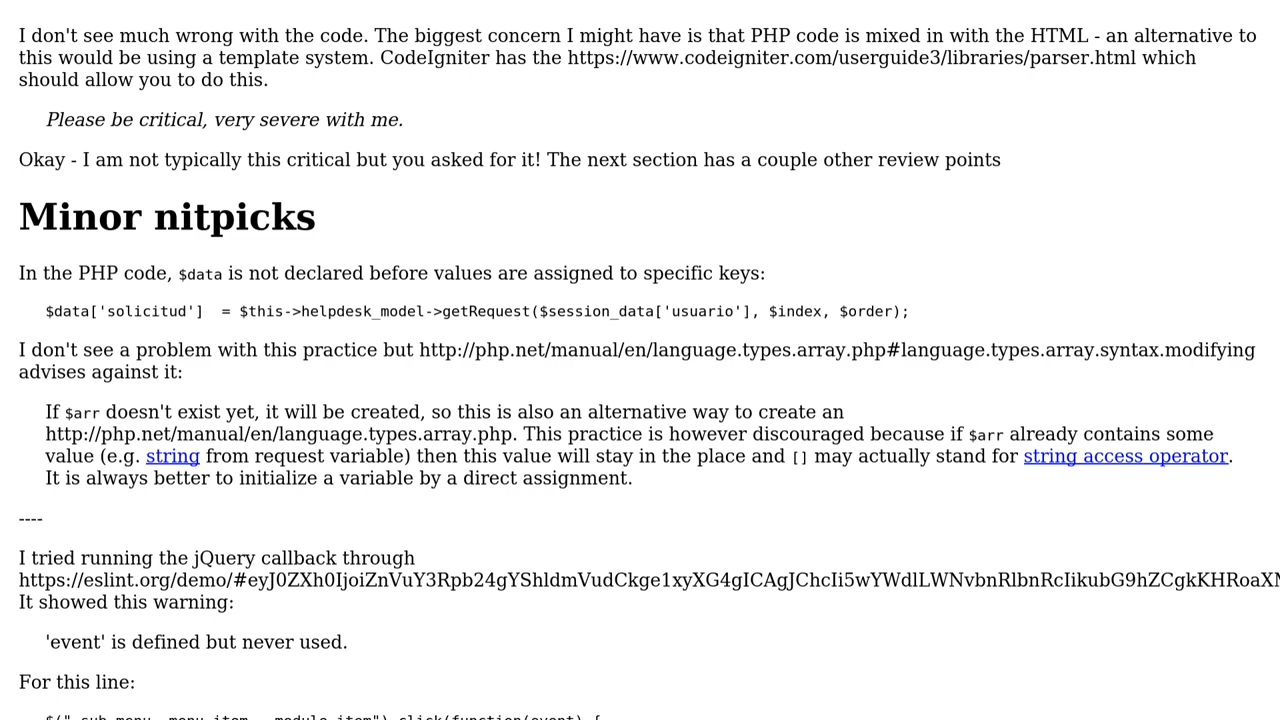 I don't see much wrong with the code. The biggest concern I might have is that PHP code is mixed in with the HTML - an alternative to
this would be using a template system. CodeIgniter has the https://www.codeigniter.com/userguide3/libraries/parser.html which
should allow you to do this.
Please be critical, very severe with me.
Okay - I am not typically this critical but you asked for it! The next section has a couple other review points
Minor nitpicks
In the PHP code, $data is not declared before values are assigned to specific keys:
$data['solicitud']  = $this->helpdesk_model->getRequest($session_data['usuario'], $index, $order);
I don't see a problem with this practice but http://php.net/manual/en/language.types.array.php#language.types.array.syntax.modifying
advises against it:
If $arr doesn't exist yet, it will be created, so this is also an alternative way to create an
http://php.net/manual/en/language.types.array.php. This practice is however discouraged because if $arr already contains some
value (e.g. string from request variable) then this value will stay in the place and [] may actually stand for string access operator.
It is always better to initialize a variable by a direct assignment.
----
I tried running the jQuery callback through
https://eslint.org/demo/#eyJ0ZXh0IjoiZnVuY3Rpb24gYShldmVudCkge1xyXG4gICAgJChcIi5wYWdlLWNvbnRlbnRcIikubG9hZCgkKHRoaXN
It showed this warning:
'event' is defined but never used.
For this line: